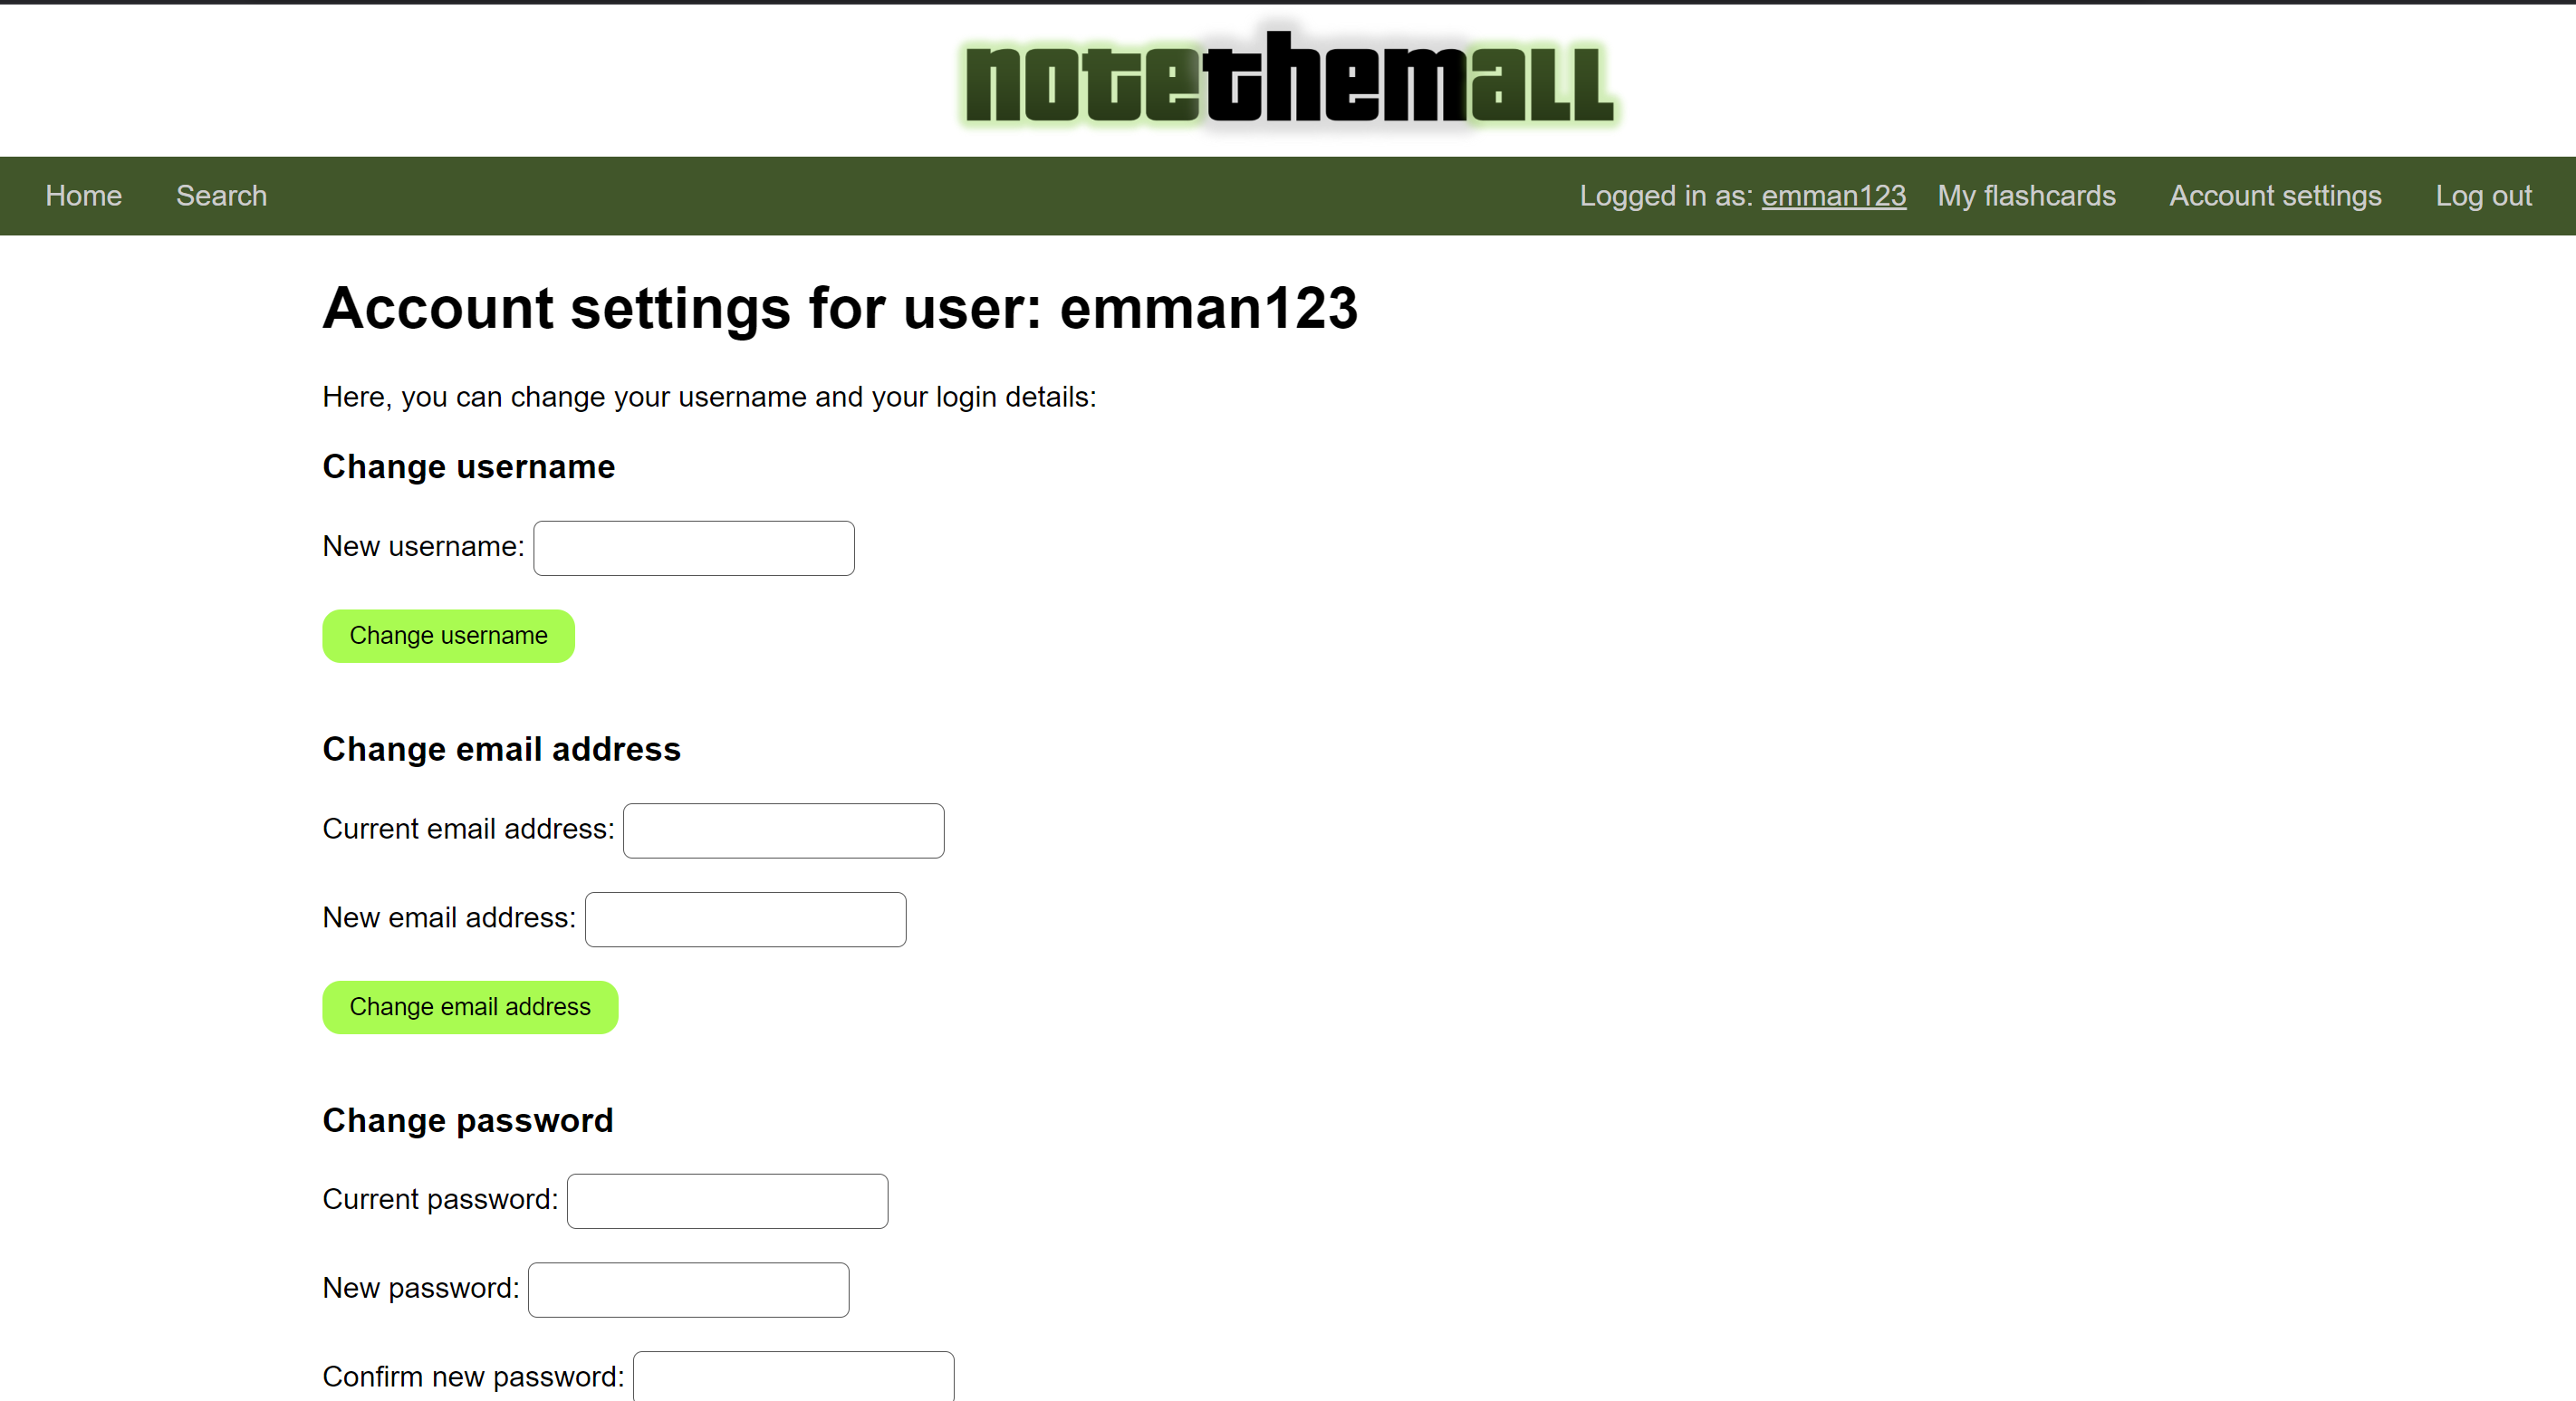 notethemall
Home Search Logged in as: emman123 My flashcards Account settings Log out
Account settings for user: emman123
Here, you can change your username and your login details:
Change username
New username:
Change username
Change email address
Current email address:
New email address:
Change email address
Change password
Current password:
New password:
Confirm new password: